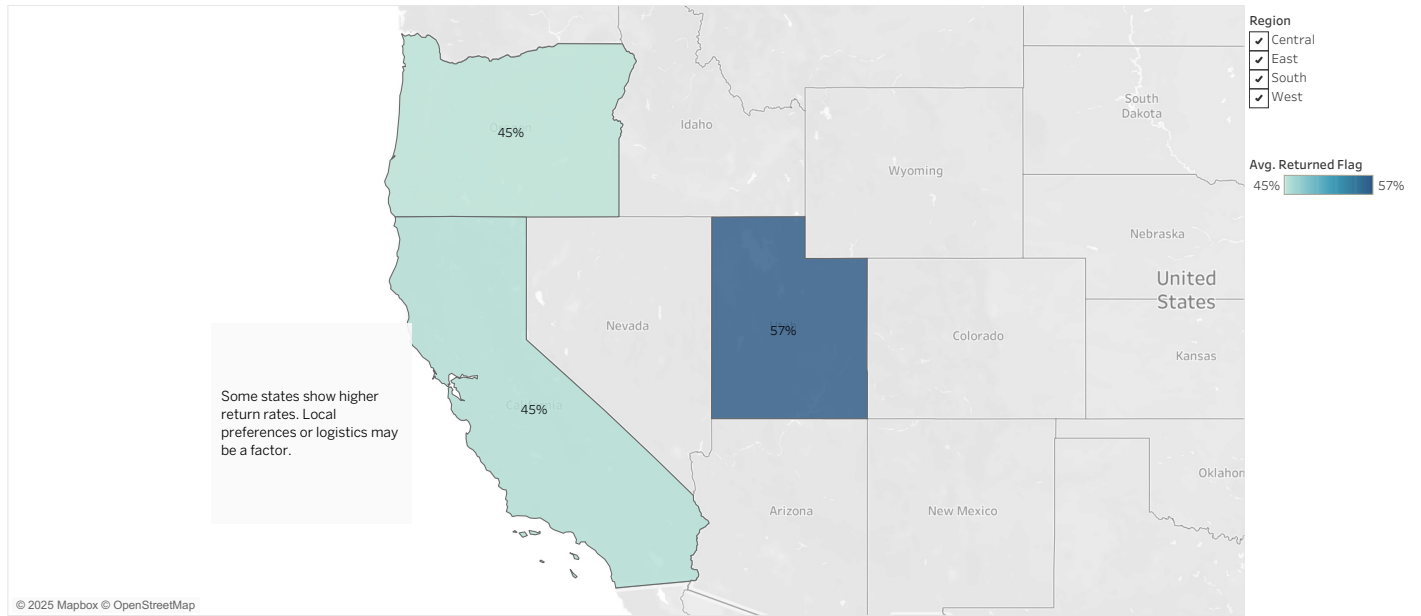 45%
Idaho
South
Dakota
Wyoming
Nebraska
United
States
Nevada
57%
Colorado
Kansas
California
45%
Some states show higher
return rates. Local
preferences or logistics may
be a factor.
Arizona
New Mexico
Oklahon
© 2025 Mapbox © OpenStreetMap
Region
Central
East
South
West
Avg. Returned Flag
45% 57%